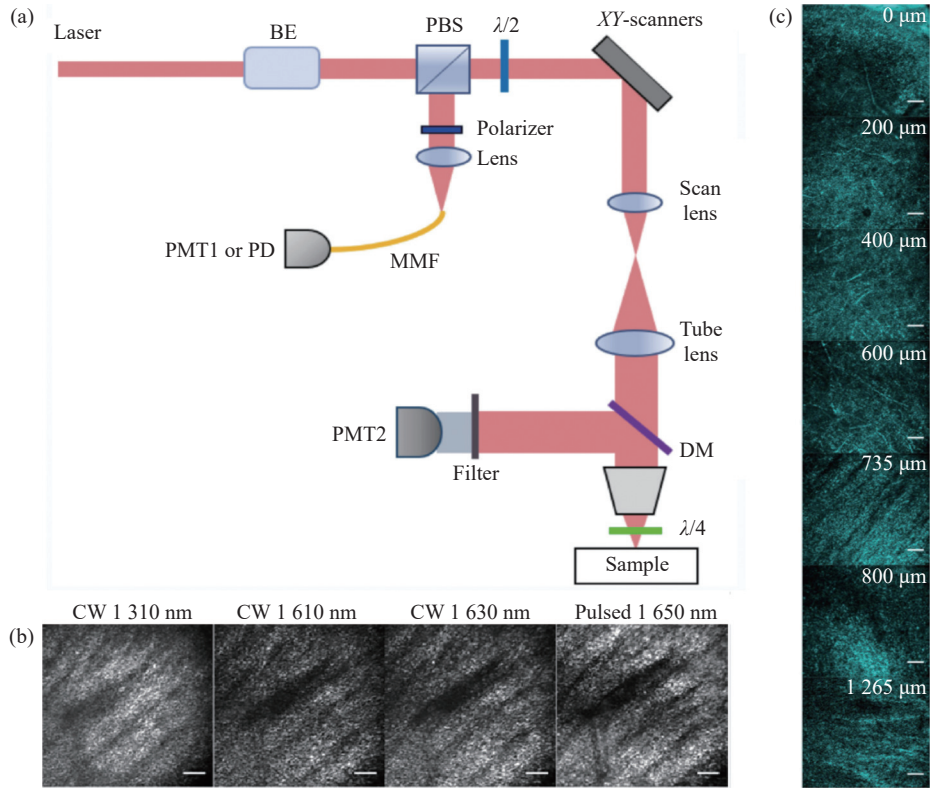 (a)
Laser
BE
PBS
λ/2
XY-scanners
Polarizer
Lens
Scan
lens
PMT1 or PD
MMF
Tube
lens
PMT2
Filter
DM
λ/4
Sample
(b)
CW 1 310 nm
CW 1 610 nm
CW 1 630 nm
Pulsed 1 650 nm
(c)
0 μm
200 μm
400 μm
600 μm
735 μm
800 μm
1 265 μm